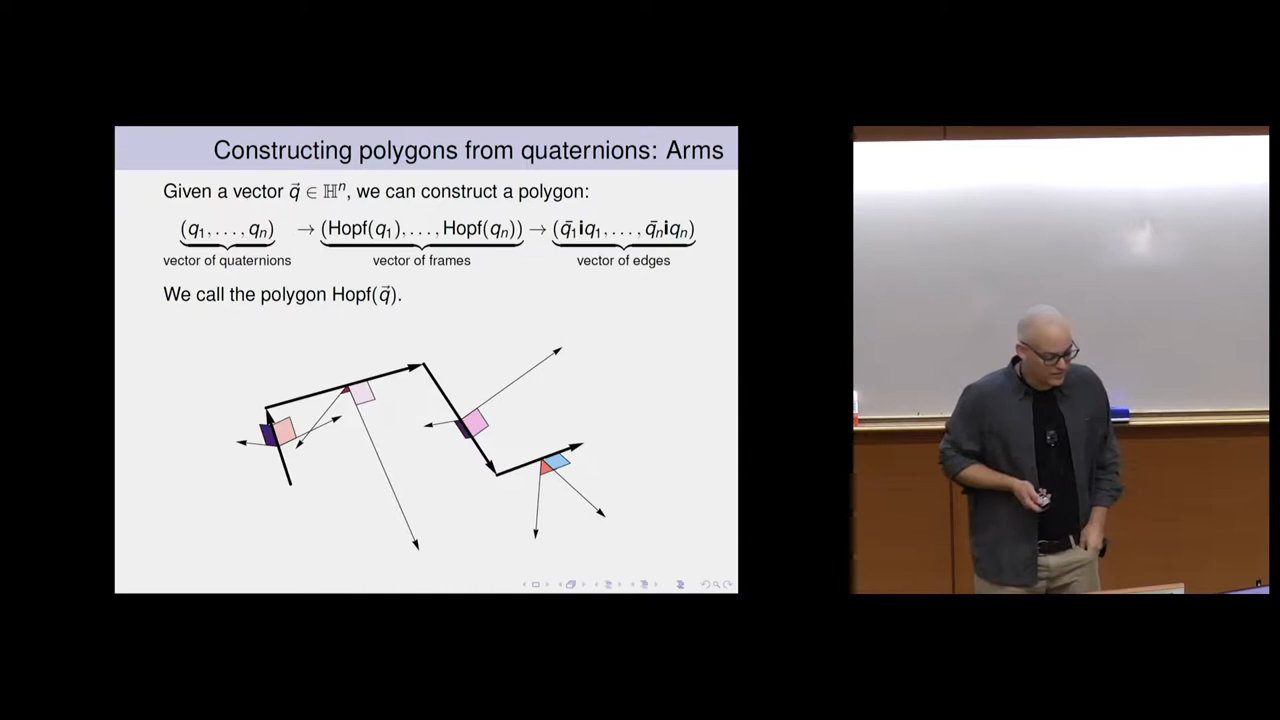 Constructing polygons from quaternions: Arms
Given a vector q⃗ ∈ ℍⁿ, we can construct a polygon:
(q₁, . . . , qₙ) → (Hopf(q₁), . . . , Hopf(qₙ)) → (q̄₁iq₁, . . . , q̄ₙiqₙ)
vector of quaternions vector of frames vector of edges
We call the polygon Hopf(q⃗).